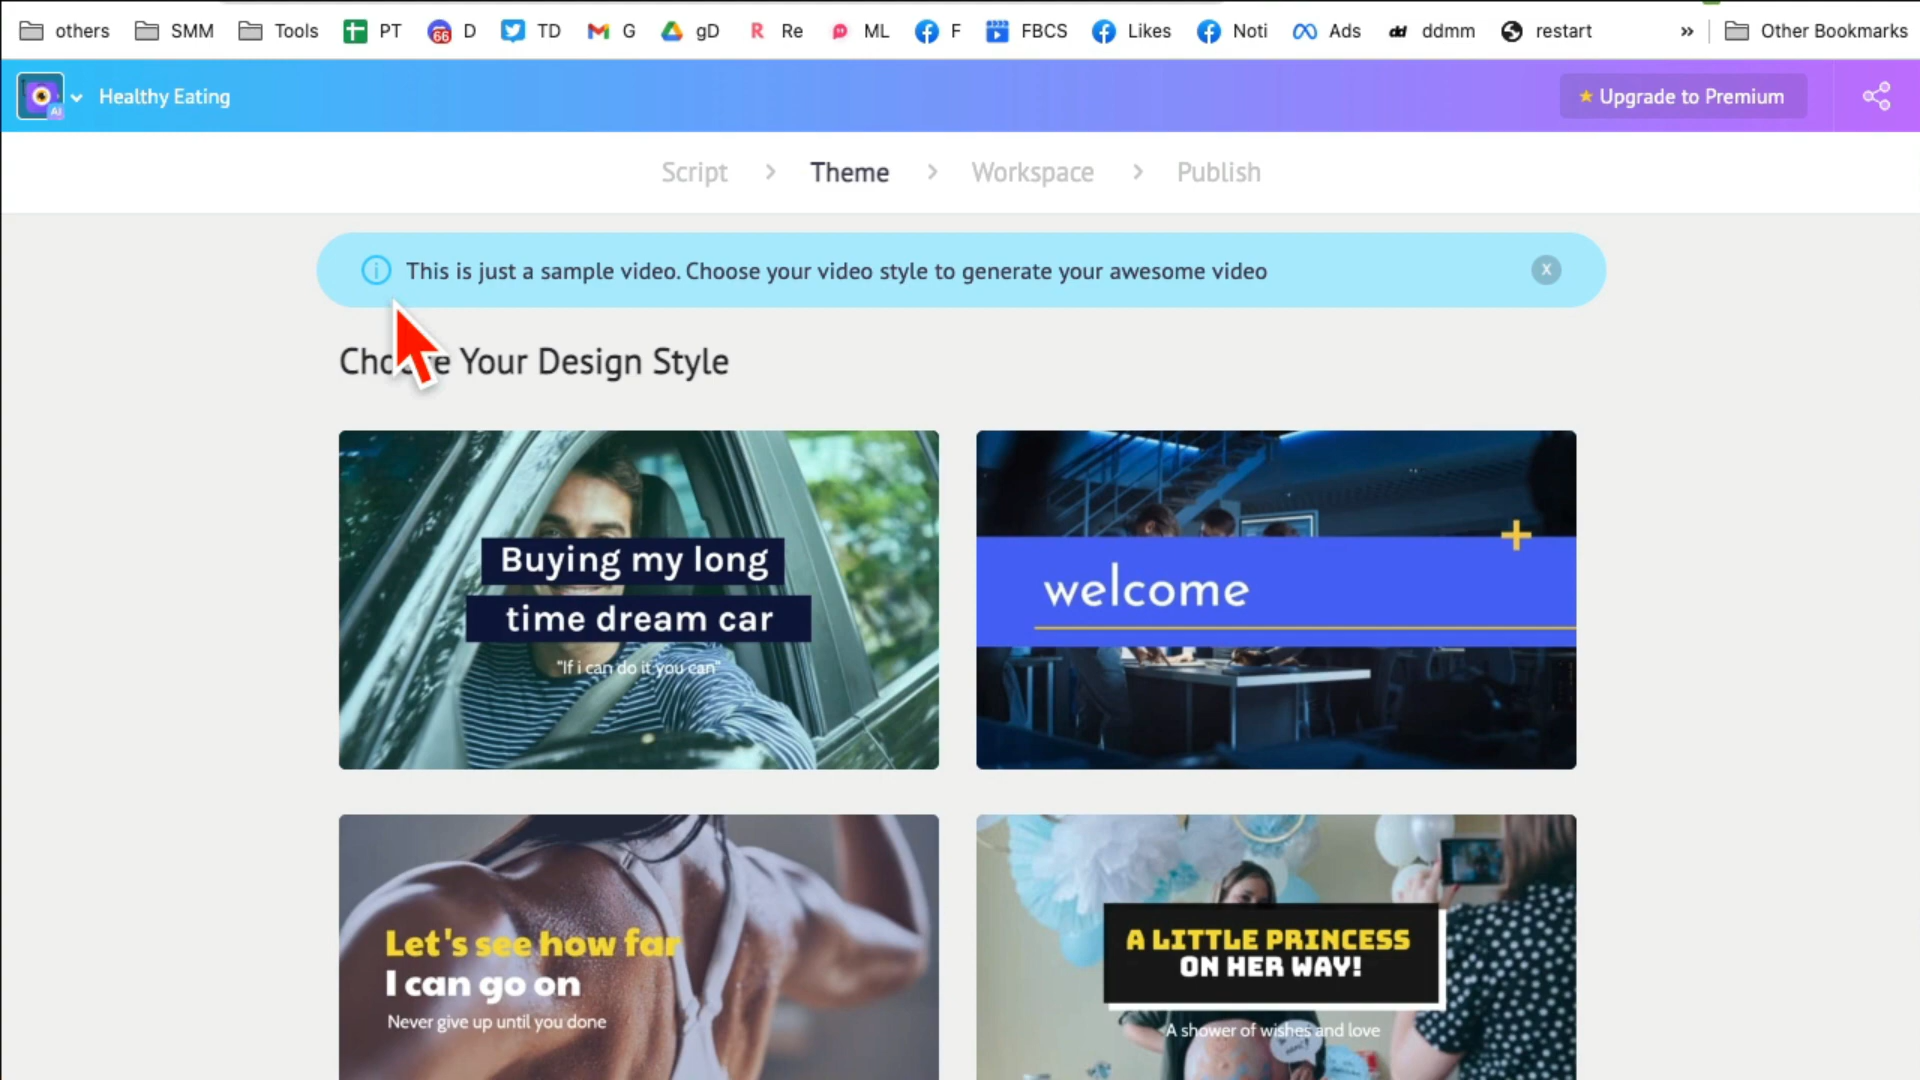 others SMM Tools PT 66 D TD G gD R Re ML F FBCS Likes Noti Ads dd ddmm restart » Other Bookmarks
AI Healthy Eating Upgrade to Premium
Script > Theme > Workspace > Publish
i This is just a sample video. Choose your video style to generate your awesome video X
Choose Your Design Style
Buying my long
time dream car
"If i can do it you can"
welcome
Let's see how far
I can go on
Never give up until you done
A LITTLE PRINCESS
ON HER WAY!
A shower of wishes and love